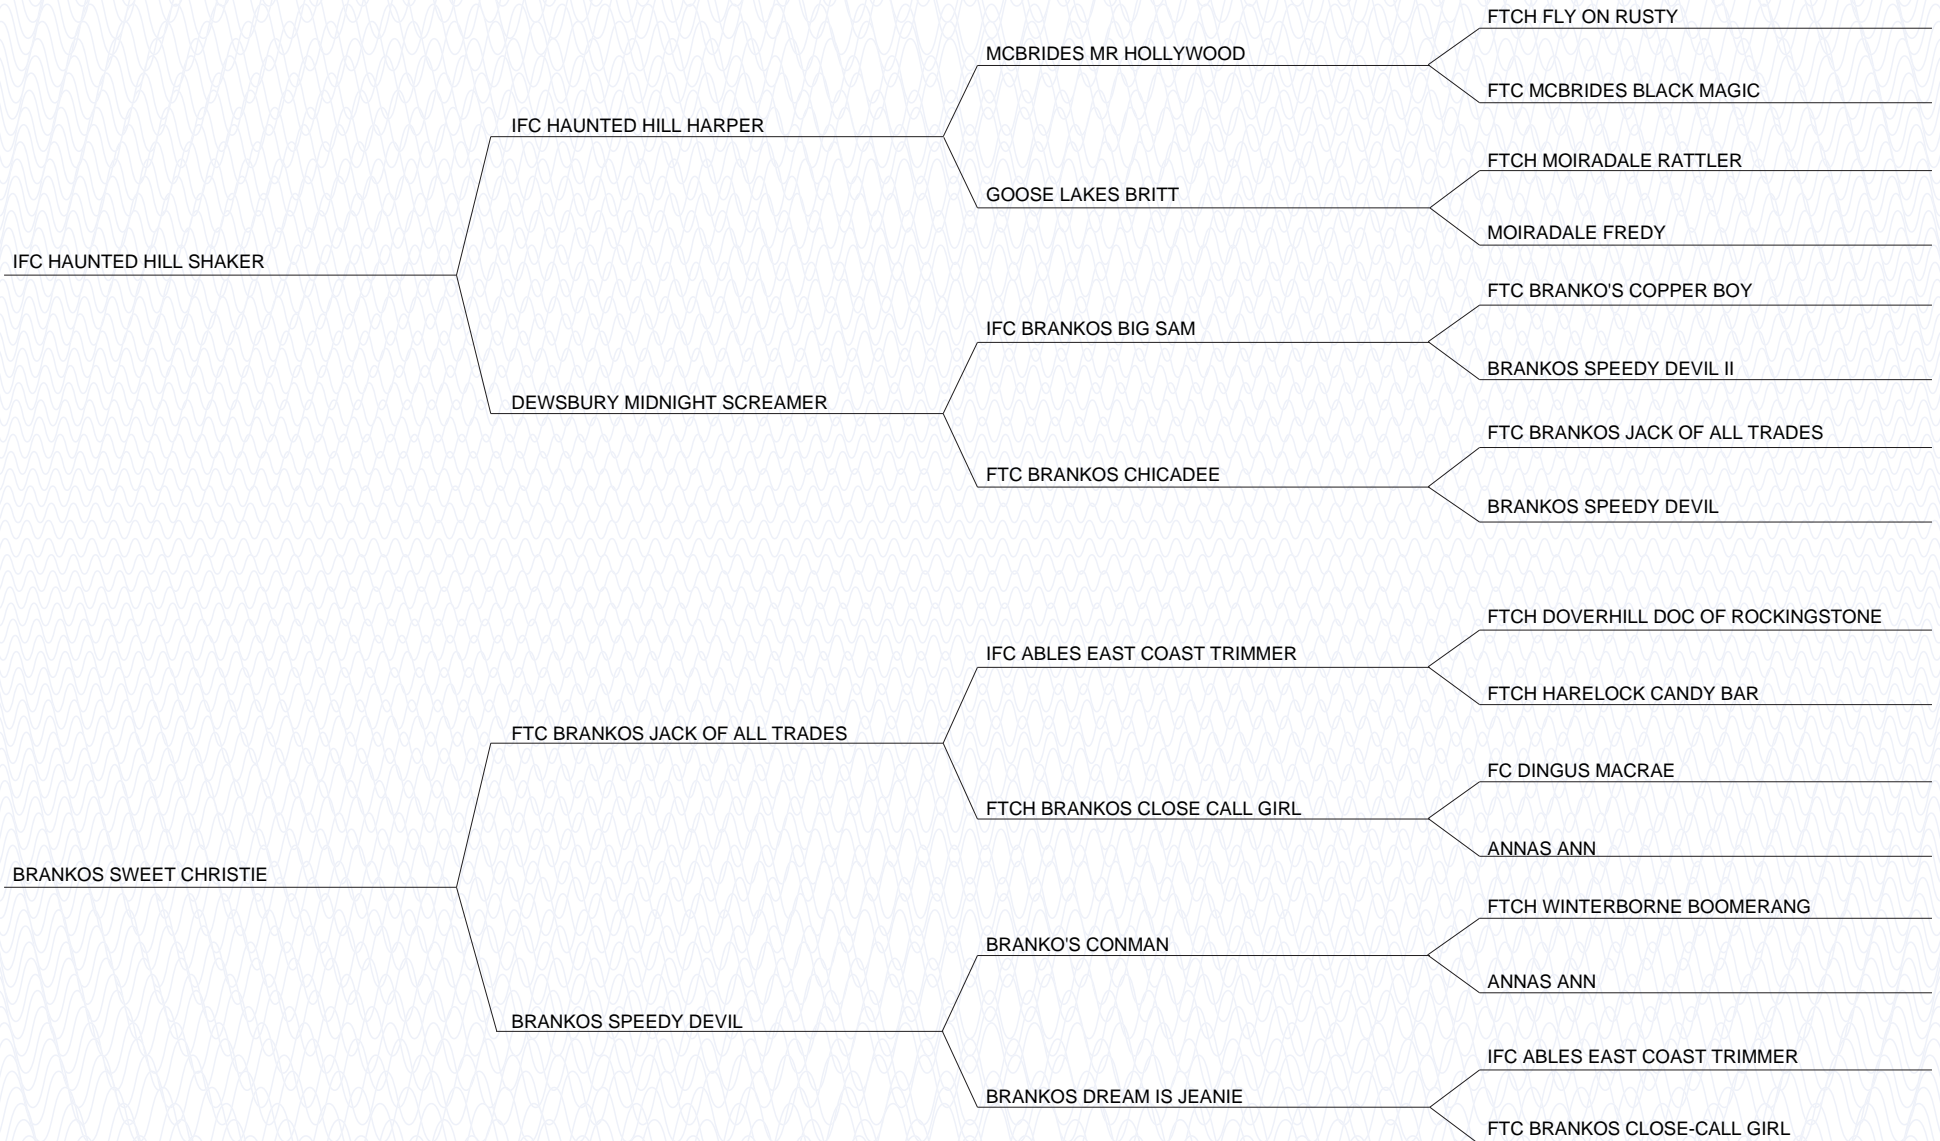 FTCH FLY ON RUSTY
MCBRIDES MR HOLLYWOOD
FTC MCBRIDES BLACK MAGIC
IFC HAUNTED HILL HARPER
FTCH MOIRADALE RATTLER
GOOSE LAKES BRITT
MOIRADALE FREDY
IFC HAUNTED HILL SHAKER
FTC BRANKO'S COPPER BOY
IFC BRANKOS BIG SAM
BRANKOS SPEEDY DEVIL II
DEWSBURY MIDNIGHT SCREAMER
FTC BRANKOS JACK OF ALL TRADES
FTC BRANKOS CHICADEE
BRANKOS SPEEDY DEVIL
FTCH DOVERHILL DOC OF ROCKINGSTONE
IFC ABLES EAST COAST TRIMMER
FTCH HARELOCK CANDY BAR
FTC BRANKOS JACK OF ALL TRADES
FC DINGUS MACRAE
FTCH BRANKOS CLOSE CALL GIRL
ANNAS ANN
BRANKOS SWEET CHRISTIE
FTCH WINTERBORNE BOOMERANG
BRANKO'S CONMAN
ANNAS ANN
BRANKOS SPEEDY DEVIL
IFC ABLES EAST COAST TRIMMER
BRANKOS DREAM IS JEANIE
FTC BRANKOS CLOSE-CALL GIRL